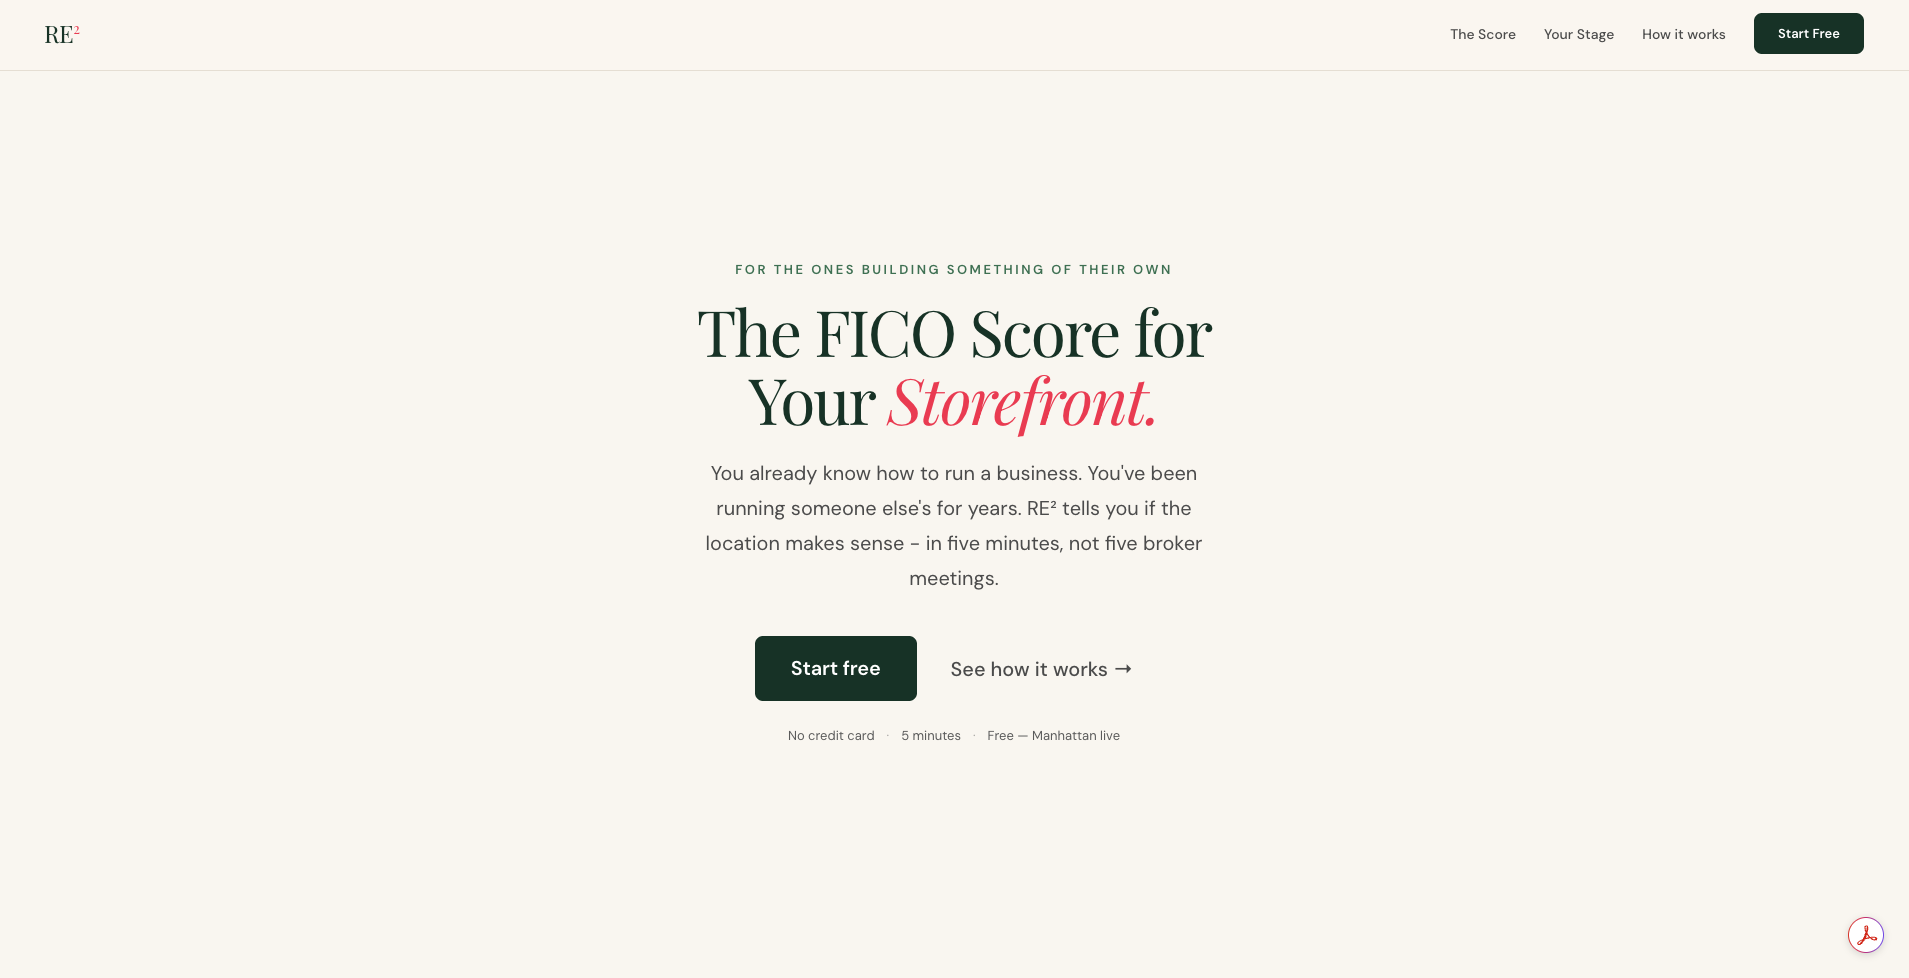 RE²
The Score
Your Stage
How it works
Start Free
FOR THE ONES BUILDING SOMETHING OF THEIR OWN
The FICO Score for
Your Storefront.
You already know how to run a business. You've been
running someone else's for years. RE² tells you if the
location makes sense - in five minutes, not five broker
meetings.
Start free
See how it works →
No credit card · 5 minutes · Free — Manhattan live